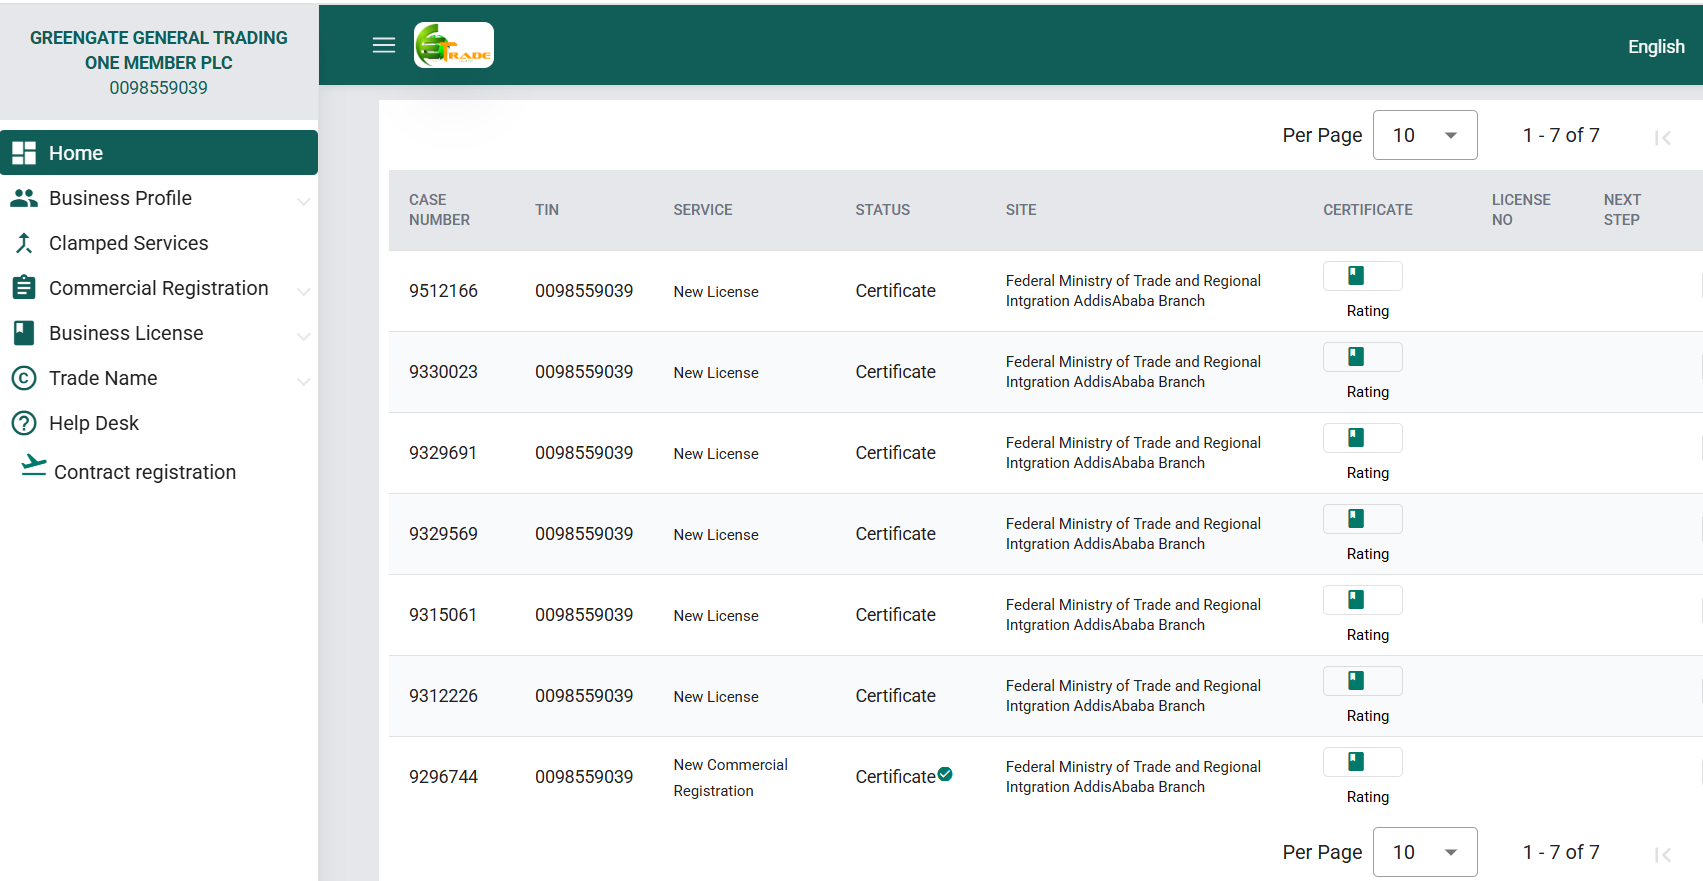 GREENGATE GENERAL TRADING
ONE MEMBER PLC
0098559039
Home
Business Profile
Clamped Services
Commercial Registration
Business License
Trade Name
Help Desk
Contract registration
TRADE
English
Per Page 10 1 - 7 of 7
CASE NUMBER TIN SERVICE STATUS SITE CERTIFICATE LICENSE NO NEXT STEP
9512166 0098559039 New License Certificate Federal Ministry of Trade and Regional
Intgration AddisAbaba Branch
Rating
9330023 0098559039 New License Certificate Federal Ministry of Trade and Regional
Intgration AddisAbaba Branch
Rating
9329691 0098559039 New License Certificate Federal Ministry of Trade and Regional
Intgration AddisAbaba Branch
Rating
9329569 0098559039 New License Certificate Federal Ministry of Trade and Regional
Intgration AddisAbaba Branch
Rating
9315061 0098559039 New License Certificate Federal Ministry of Trade and Regional
Intgration AddisAbaba Branch
Rating
9312226 0098559039 New License Certificate Federal Ministry of Trade and Regional
Intgration AddisAbaba Branch
Rating
9296744 0098559039 New Commercial Registration Certificate Federal Ministry of Trade and Regional
Intgration AddisAbaba Branch
Rating
Per Page 10 1 - 7 of 7